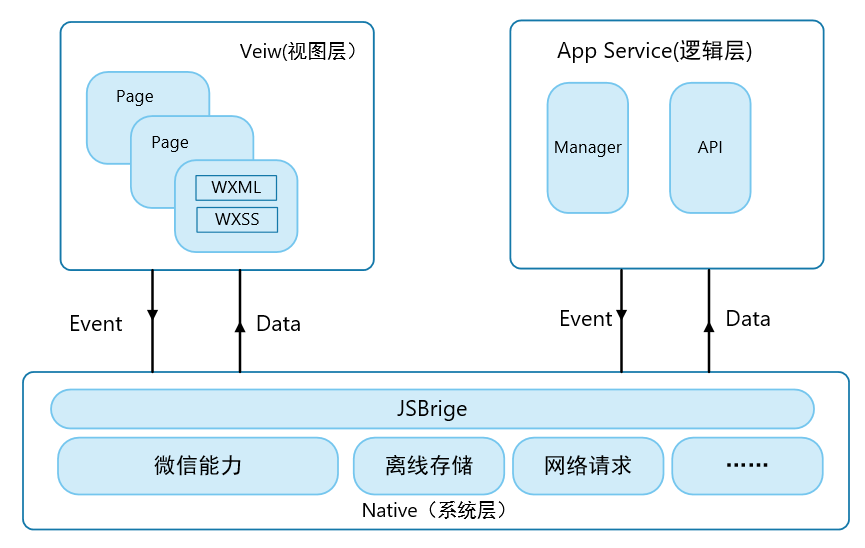 Veiw(视图层）
Page
Page
WXML
WXSS
App Service(逻辑层)
Manager
API
Event
Data
Event
Data
JSBrige
微信能力
离线存储
网络请求
……
Native（系统层）